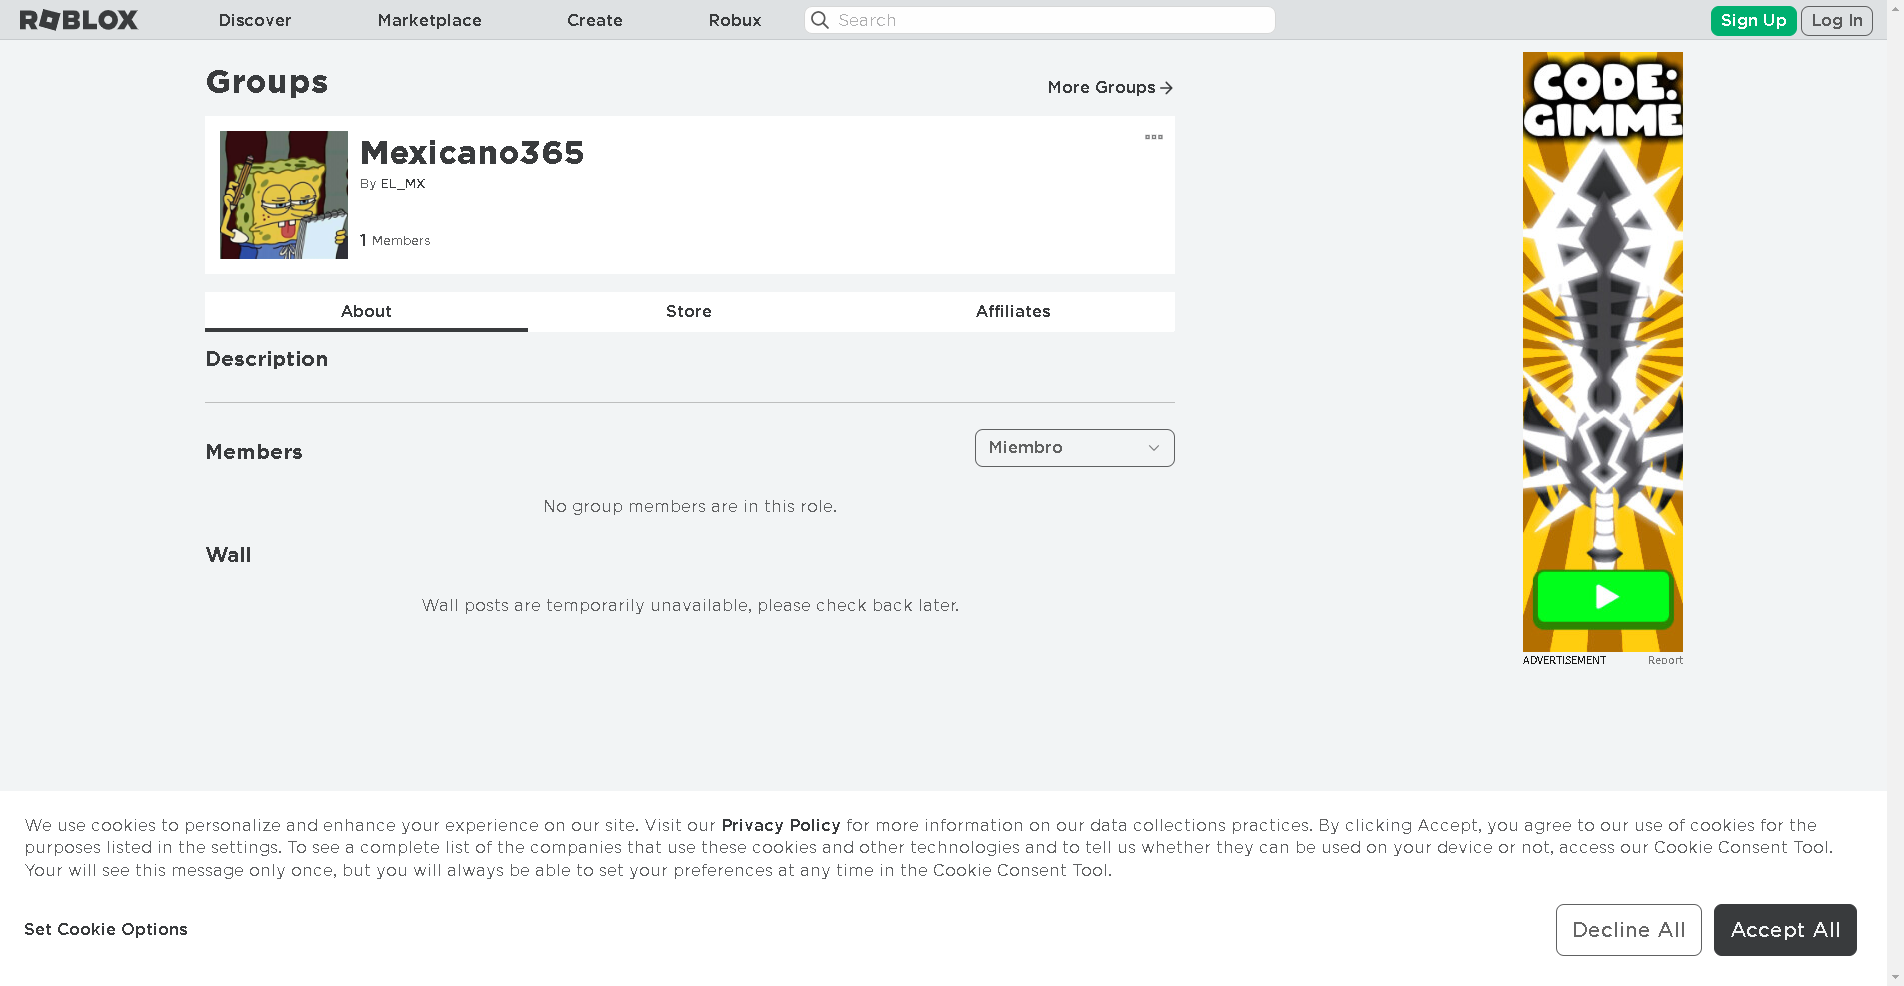 ROBLOX
Discover
Marketplace
Create
Robux
Search
Sign Up
Log In
Groups
More Groups
Mexicano365
By EL_MX
1 Members
About
Store
Affiliates
Description
Members
Miembro
No group members are in this role.
Wall
Wall posts are temporarily unavailable, please check back later.
CODE:
GIMME
ADVERTISEMENT
Report
We use cookies to personalize and enhance your experience on our site. Visit our Privacy Policy for more information on our data collections practices. By clicking Accept, you agree to our use of cookies for the
purposes listed in the settings. To see a complete list of the companies that use these cookies and other technologies and to tell us whether they can be used on your device or not, access our Cookie Consent Tool.
Your will see this message only once, but you will always be able to set your preferences at any time in the Cookie Consent Tool.
Set Cookie Options
Decline All
Accept All